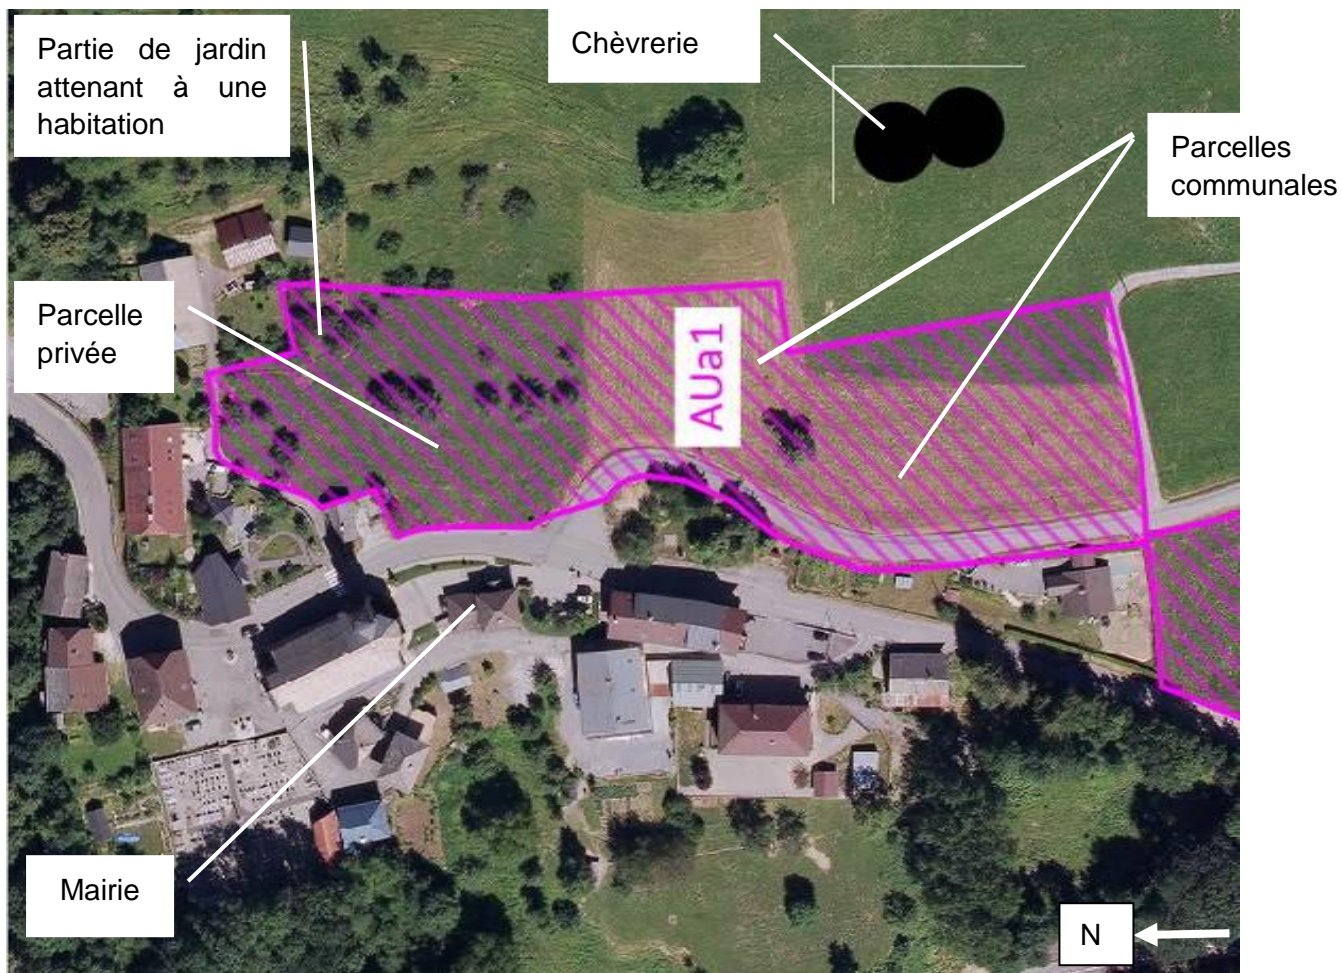 Partie de jardin
attenant à une
habitation
Chèvrerie
Parcelles
communales
Parcelle
privée
AUa1
Mairie
N